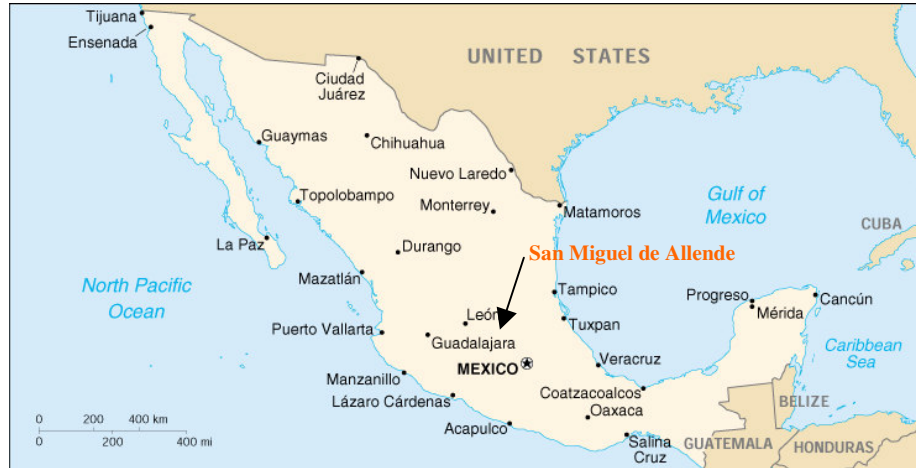 Tijuana
Ensenada
UNITED STATES
Ciudad
Juárez
Guaymas
Chihuahua
Nuevo Laredo
Topolobampo
Monterrey
Matamoros
Gulf of
Mexico
CUBA
La Paz
Durango
San Miguel de Allende
Mazatlán
North Pacific
Ocean
Tampico
Progreso
Cancún
Mérida
León
Tuxpan
Puerto Vallarta
Guadalajara
Caribbean
Sea
MEXICO
Veracruz
Manzanillo
Coatzacoalcos
Lázaro Cárdenas
BELIZE
Oaxaca
Acapulco
Salina
Cruz
GUATEMALA
HONDURAS
0 200 400 km
0 200 400 mi